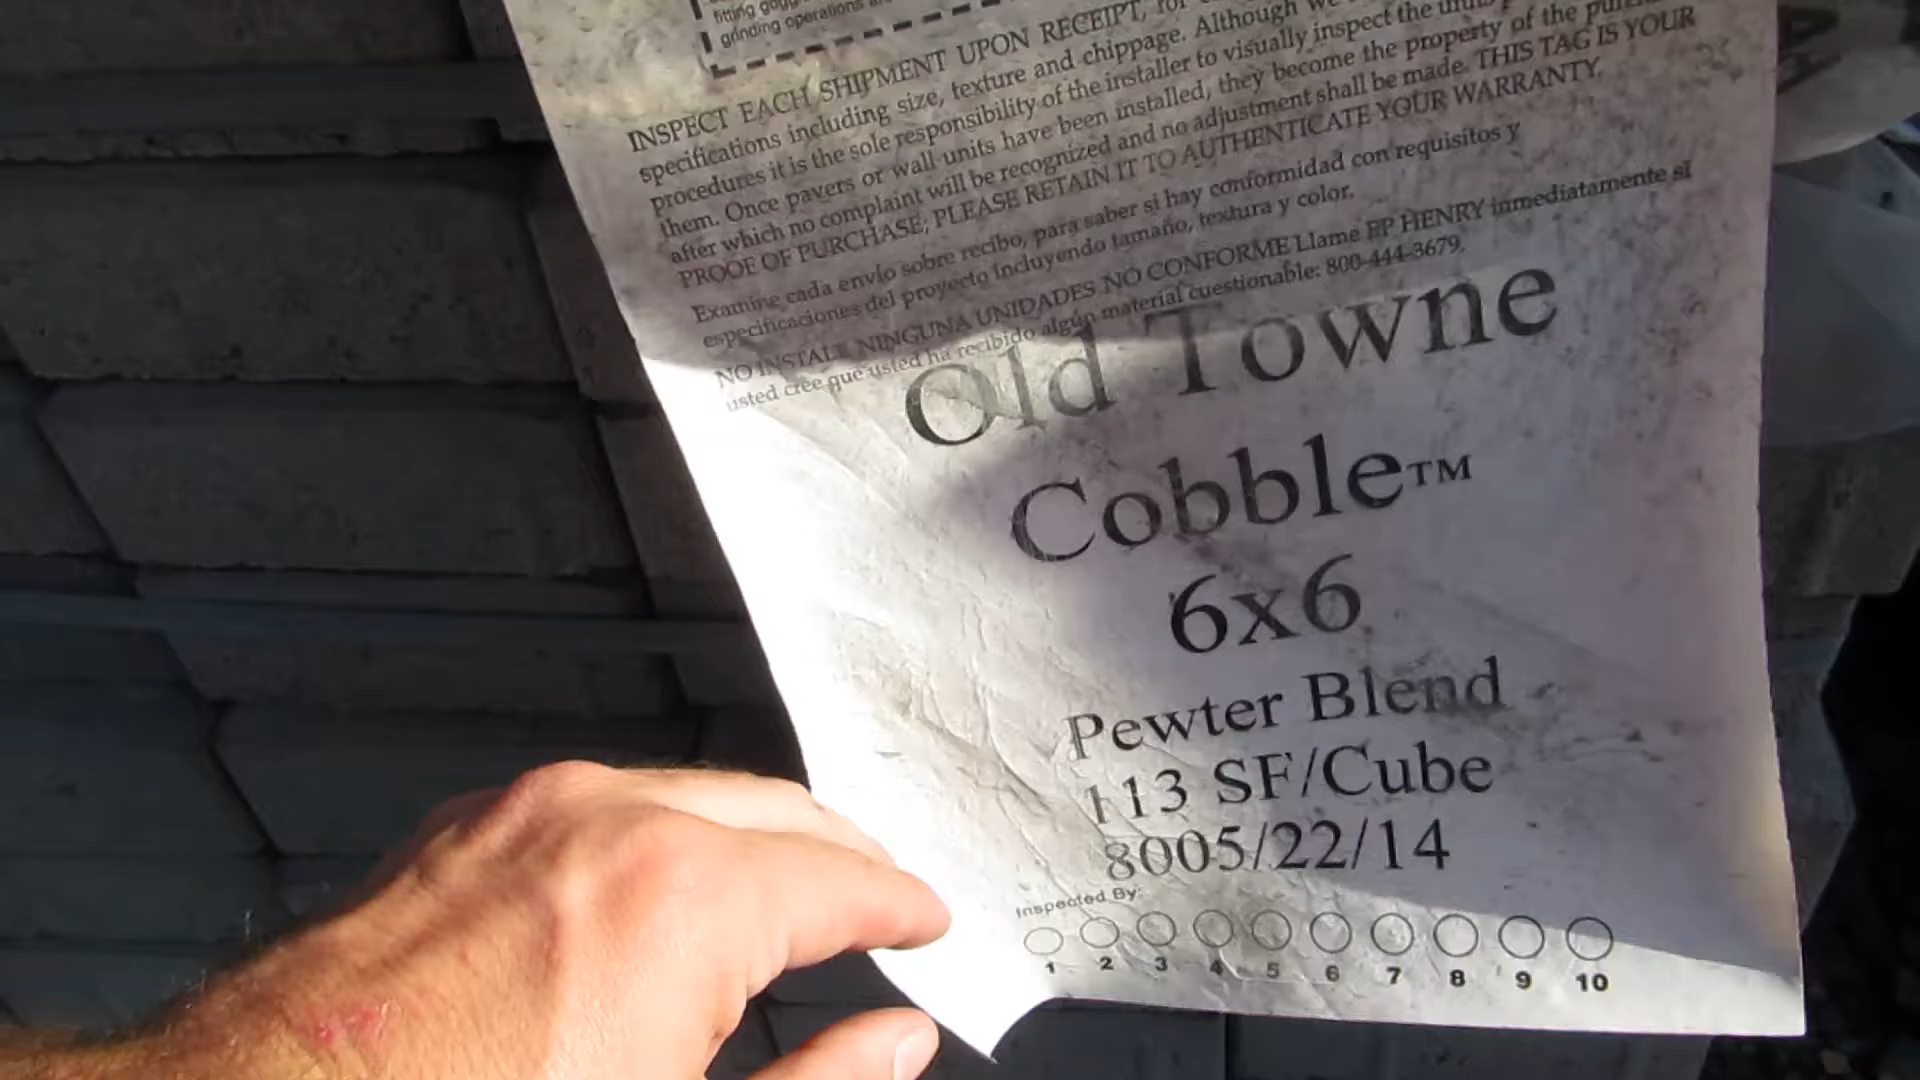 fitting
grinding operations
INSPECT EACH SHIPMENT UPON RECEIPT, for
specifications including size, texture and chippage. Although we
procedures it is the sole responsibility of the installer to visually inspect the units
them. Once pavers or wall units have been installed, they become the property of the
after which no complaint will be recognized and no adjustment shall be made. THIS TAG IS YOUR
PROOF OF PURCHASE; PLEASE RETAIN IT TO AUTHENTICATE YOUR WARRANTY.
Examine cada envío sobre recibo, para saber si hay conformidad con requisitos y
especificaciones del proyecto incluyendo tamaño, textura y color.
NO INSTALE NINGUNA UNIDADES NO CONFORME Llame EP HENRY inmediatamente si
usted cree que usted ha recibido algún material cuestionable: 800-444-3679.
Old Towne
Cobble™
6x6
Pewter Blend
113 SF/Cube
8005/22/14
Inspected By:
1 2 3 4 5 6 7 8 9 10